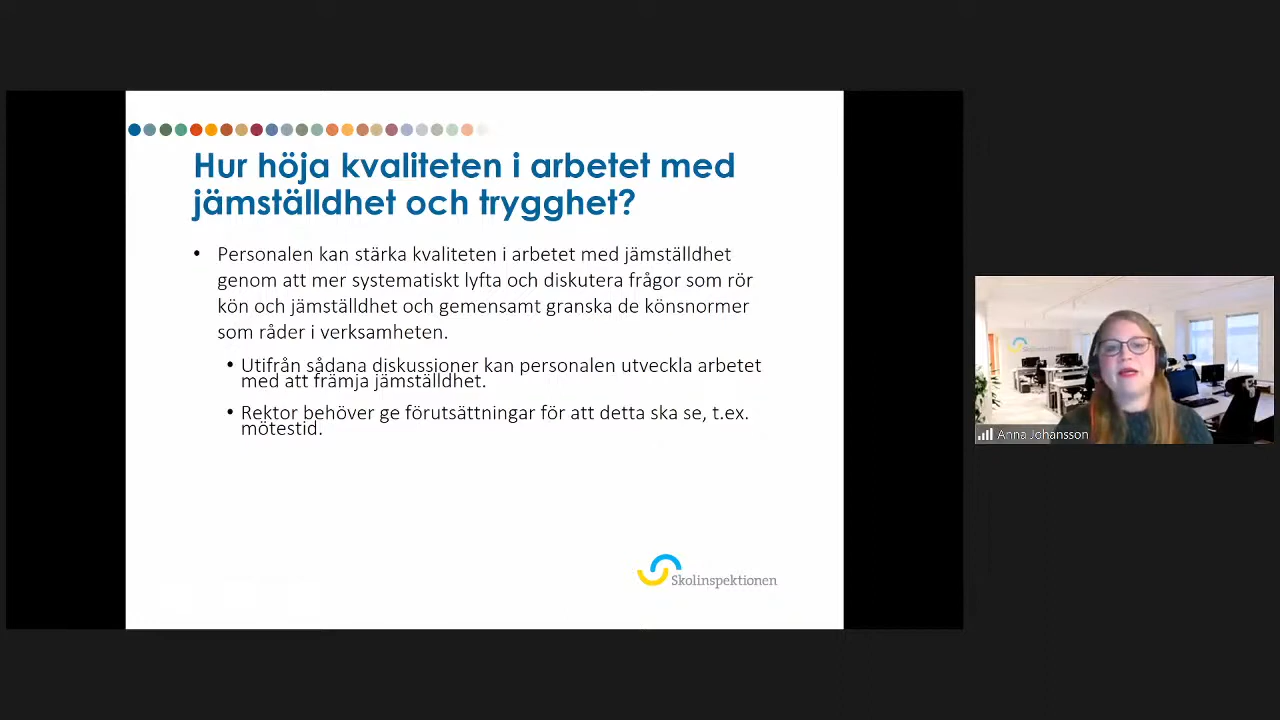 Hur höja kvaliteten i arbetet med
jämställdhet och trygghet?
• Personalen kan stärka kvaliteten i arbetet med jämställdhet
genom att mer systematiskt lyfta och diskutera frågor som rör
kön och jämställdhet och gemensamt granska de könsnormer
som råder i verksamheten.
• Utifrån sådana diskussioner kan personalen utveckla arbetet
med att främja jämställdhet.
• Rektor behöver ge förutsättningar för att detta ska se, t.ex.
mötestid.
Skolinspektionen
Skolinspektionen
Anna Johansson